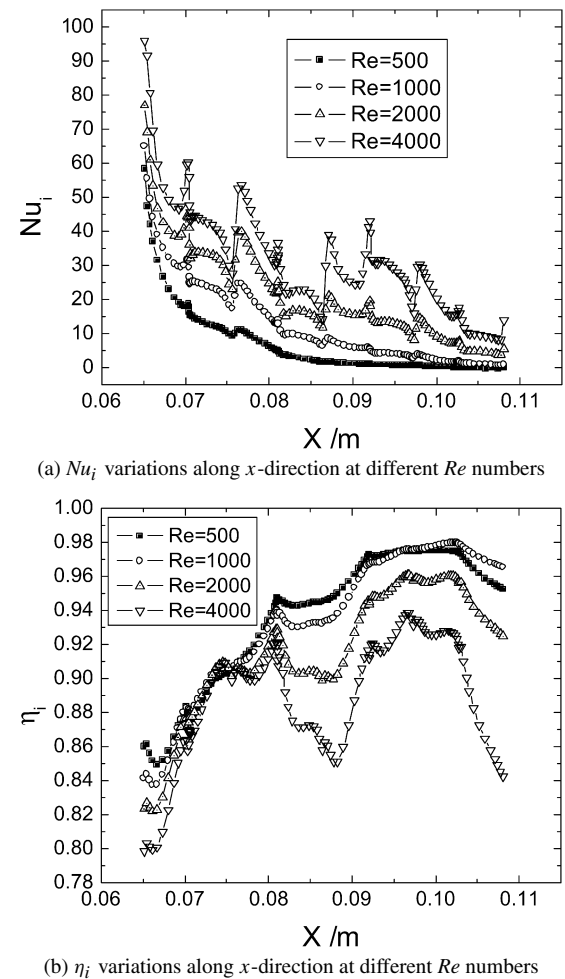 100
90
80
70
60
50
40
30
20
10
0
Nu_i
Re=500
Re=1000
Re=2000
Re=4000
0.06 0.07 0.08 0.09 0.10 0.11
X /m
(a) Nu_i variations along x-direction at different Re numbers
1.00
0.98
0.96
0.94
0.92
0.90
0.88
0.86
0.84
0.82
0.80
0.78
η_i
Re=500
Re=1000
Re=2000
Re=4000
0.06 0.07 0.08 0.09 0.10 0.11
X /m
(b) η_i variations along x-direction at different Re numbers